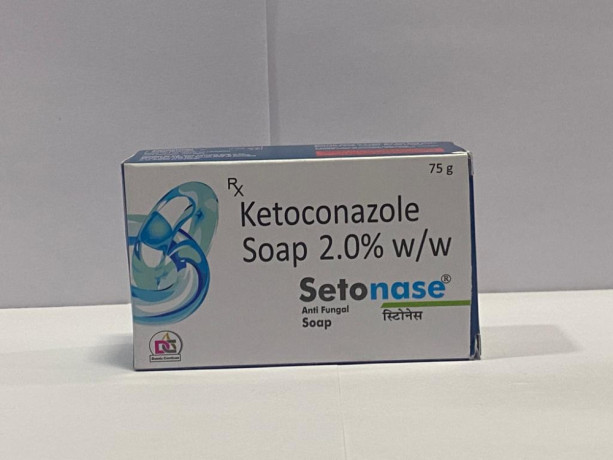 75 g
Rx
Ketoconazole
Soap 2.0% w/w
Setonase®
Anti Fungal
Soap
स्टिोनेस